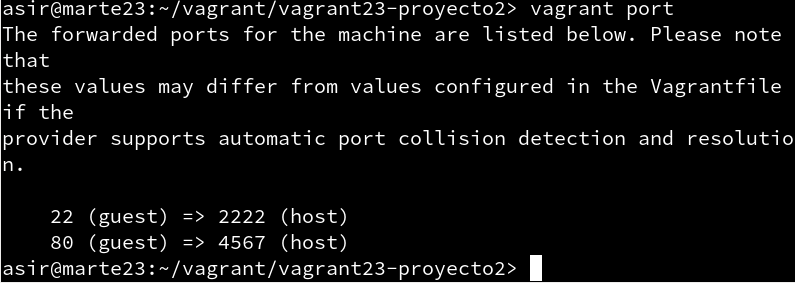 asir@marte23:~/vagrant/vagrant23-proyecto2> vagrant port
The forwarded ports for the machine are listed below. Please note
that
these values may differ from values configured in the Vagrantfile
if the
provider supports automatic port collision detection and resolutio
n.
    22 (guest) => 2222 (host)
    80 (guest) => 4567 (host)
asir@marte23:~/vagrant/vagrant23-proyecto2>